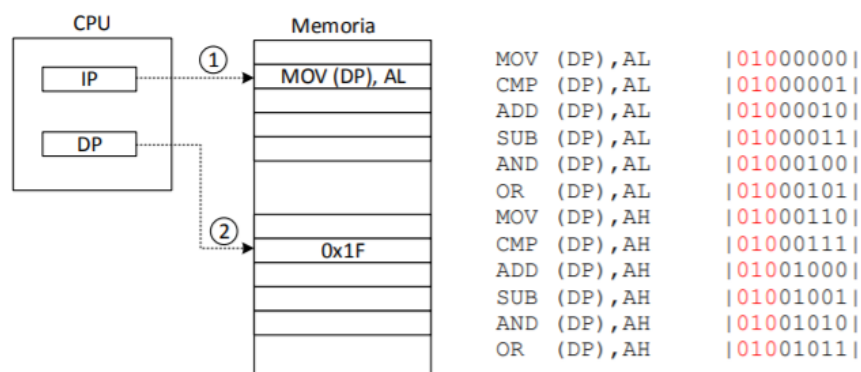 CPU
IP
DP
Memoria
1
MOV (DP), AL
2
0x1F
MOV (DP),AL |01000000|
CMP (DP),AL |01000001|
ADD (DP),AL |01000010|
SUB (DP),AL |01000011|
AND (DP),AL |01000100|
OR (DP),AL |01000101|
MOV (DP),AH |01000110|
CMP (DP),AH |01000111|
ADD (DP),AH |01001000|
SUB (DP),AH |01001001|
AND (DP),AH |01001010|
OR (DP),AH |01001011|